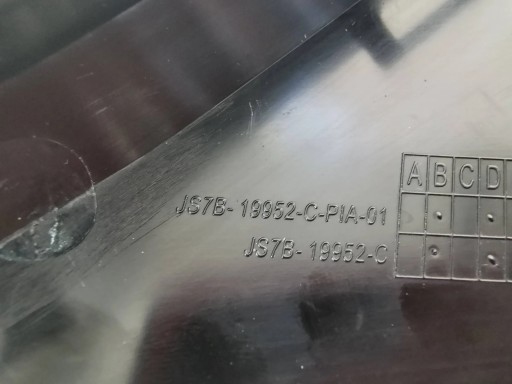 A B C D
JS7B- 19952-C-PIA-01
JS7B- 19952-C